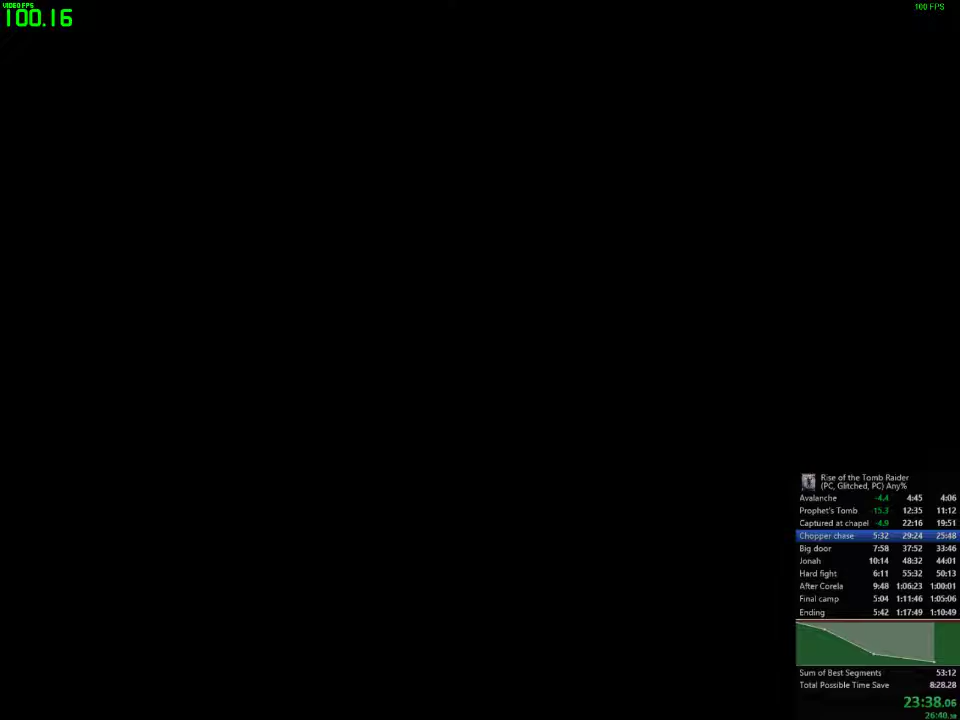 VIDEO FPS
100.16
100 FPS
Rise of the Tomb Raider
(PC, Glitched, PC) Any%
Avalanche -4.4 4:45 4:06
Prophet's Tomb -15.3 12:35 11:12
Captured at chapel -4.9 22:16 19:51
Chopper chase 5:32 29:24 25:48
Big door 7:58 37:52 33:46
Jonah 10:14 48:32 44:01
Hard fight 6:11 55:32 50:13
After Corela 9:48 1:06:23 1:00:01
Final camp 5:04 1:11:46 1:05:06
Ending 5:42 1:17:49 1:10:49
Sum of Best Segments 53:12
Total Possible Time Save 8:28.28
23:38.06
26:40.38